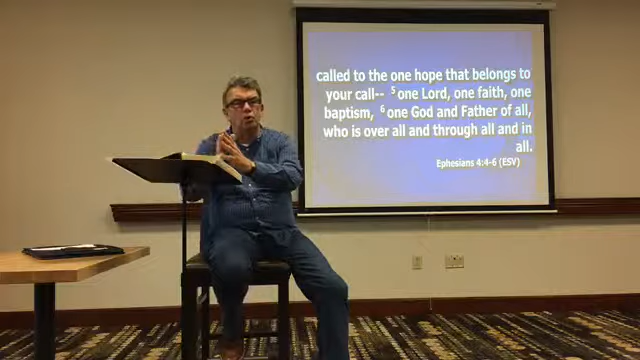 called to the one hope that belongs to
your call-- 5 one Lord, one faith, one
baptism, 6 one God and Father of all,
who is over all and through all and in
all.
Ephesians 4:4-6 (ESV)